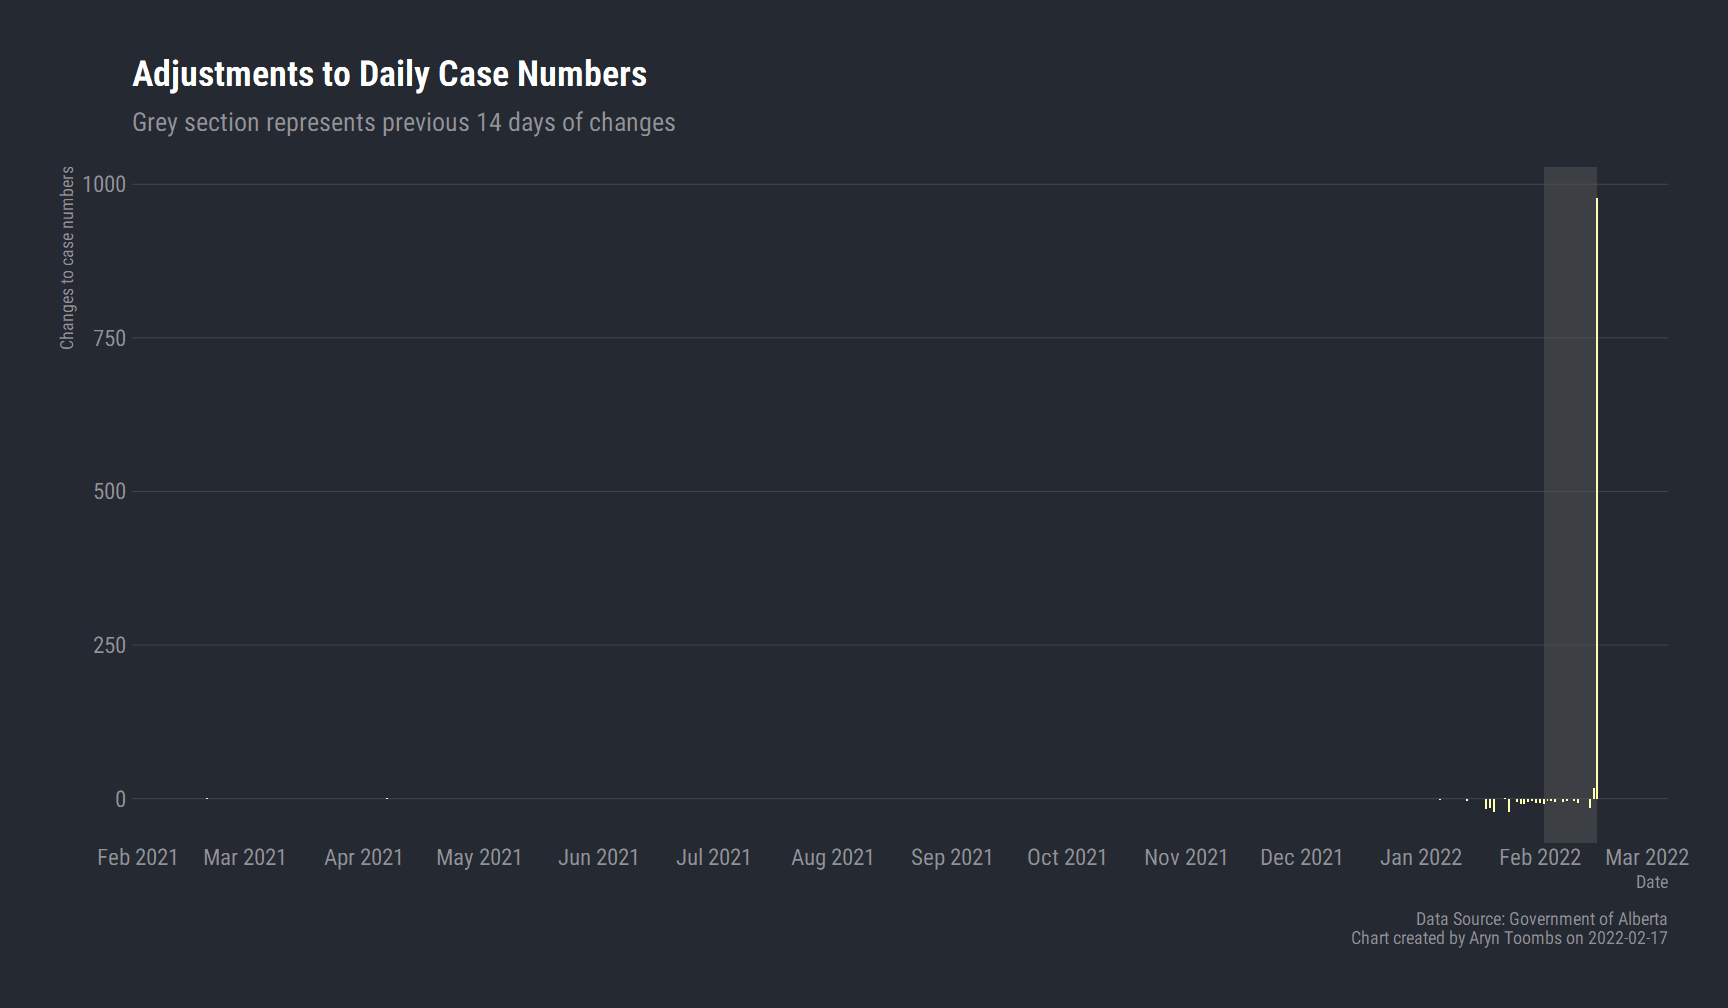 Adjustments to Daily Case Numbers
Grey section represents previous 14 days of changes
Changes to case numbers
1000
750
500
250
0
Feb 2021 Mar 2021 Apr 2021 May 2021 Jun 2021 Jul 2021 Aug 2021 Sep 2021 Oct 2021 Nov 2021 Dec 2021 Jan 2022 Feb 2022 Mar 2022
Date
Data Source: Government of Alberta
Chart created by Aryn Toombs on 2022-02-17